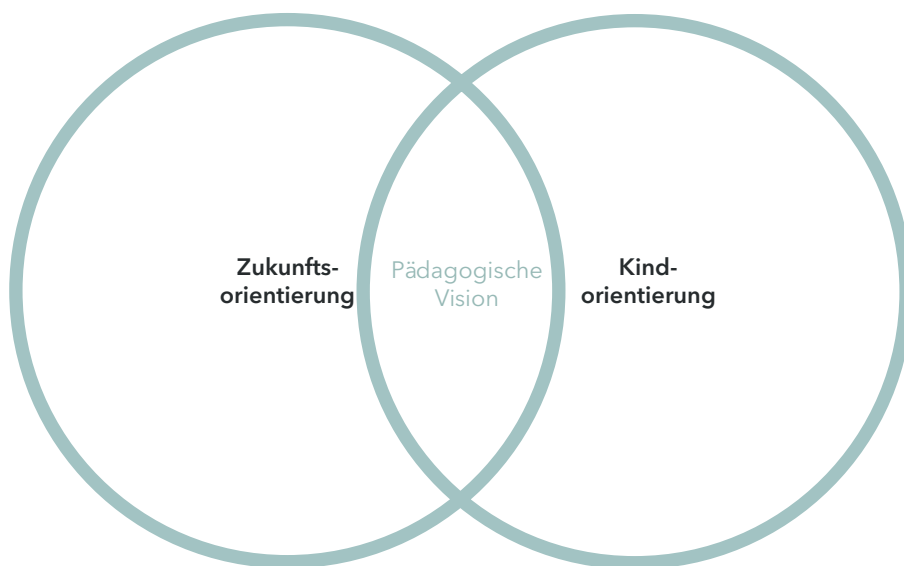 Zukunfts-
orientierung
Pädagogische
Vision
Kind-
orientierung